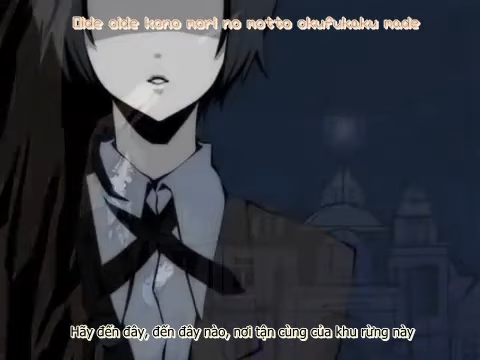 Oide oide kono mori no motto okufukaku made
Hãy đến đây, đến đây nào, nơi tận cùng của khu rừng này